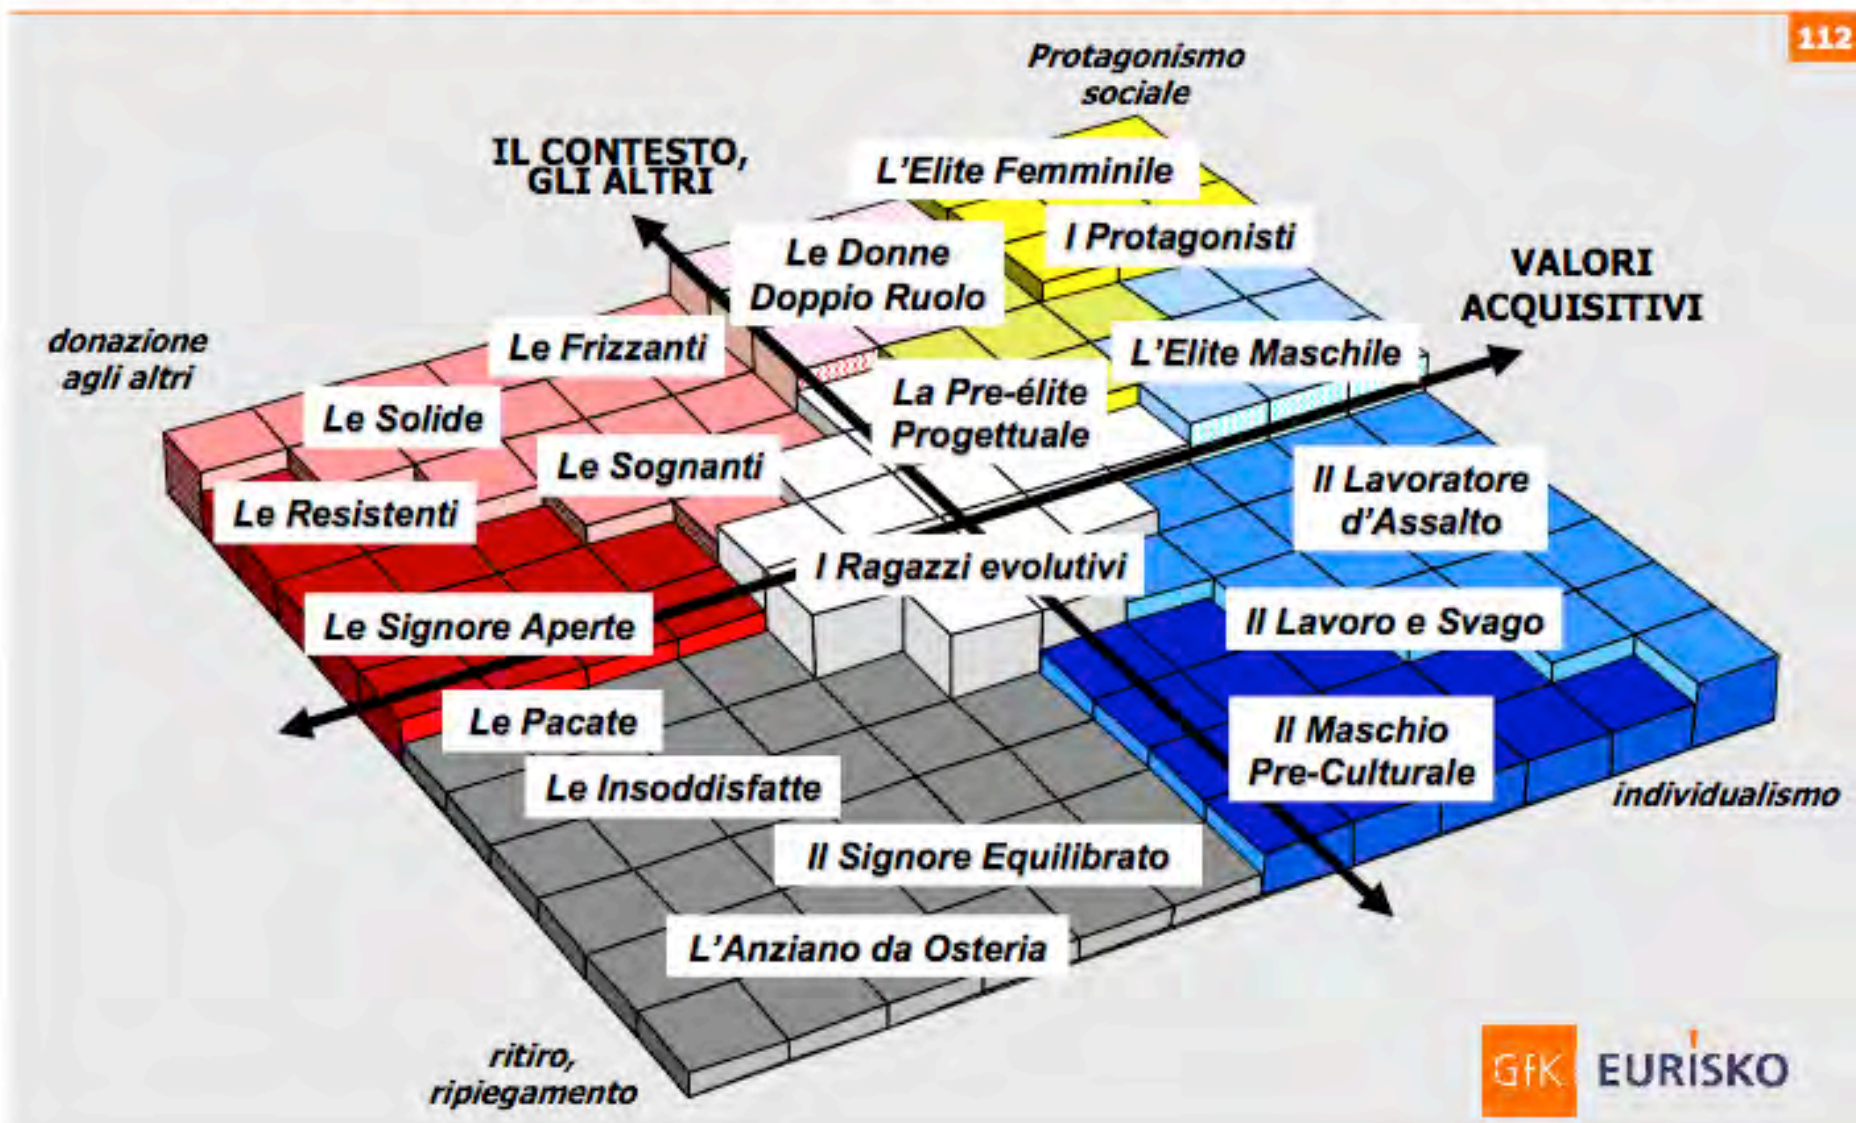 112
Protagonismo
sociale
IL CONTESTO,
GLI ALTRI
L'Elite Femminile
I Protagonisti
Le Donne
Doppio Ruolo
VALORI
ACQUISITIVI
donazione
agli altri
Le Frizzanti
L'Elite Maschile
La Pre-élite
Progettuale
Le Solide
Le Sognanti
Il Lavoratore
d'Assalto
Le Resistenti
I Ragazzi evolutivi
Le Signore Aperte
Il Lavoro e Svago
Le Pacate
Il Maschio
Pre-Culturale
Le Insoddisfatte
individualismo
Il Signore Equilibrato
L'Anziano da Osteria
ritiro,
ripiegamento
GfK EURISKO